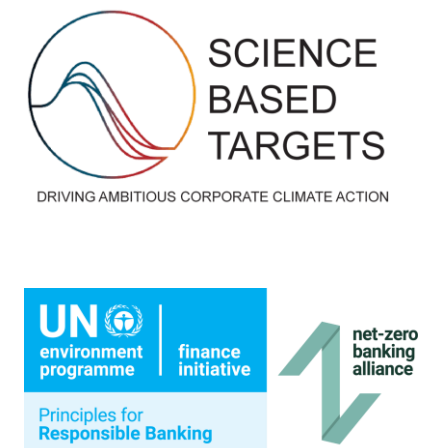 SCIENCE
BASED
TARGETS
DRIVING AMBITIOUS CORPORATE CLIMATE ACTION
UN
environment
programme
finance
initiative
Principles for
Responsible Banking
net-zero
banking
alliance